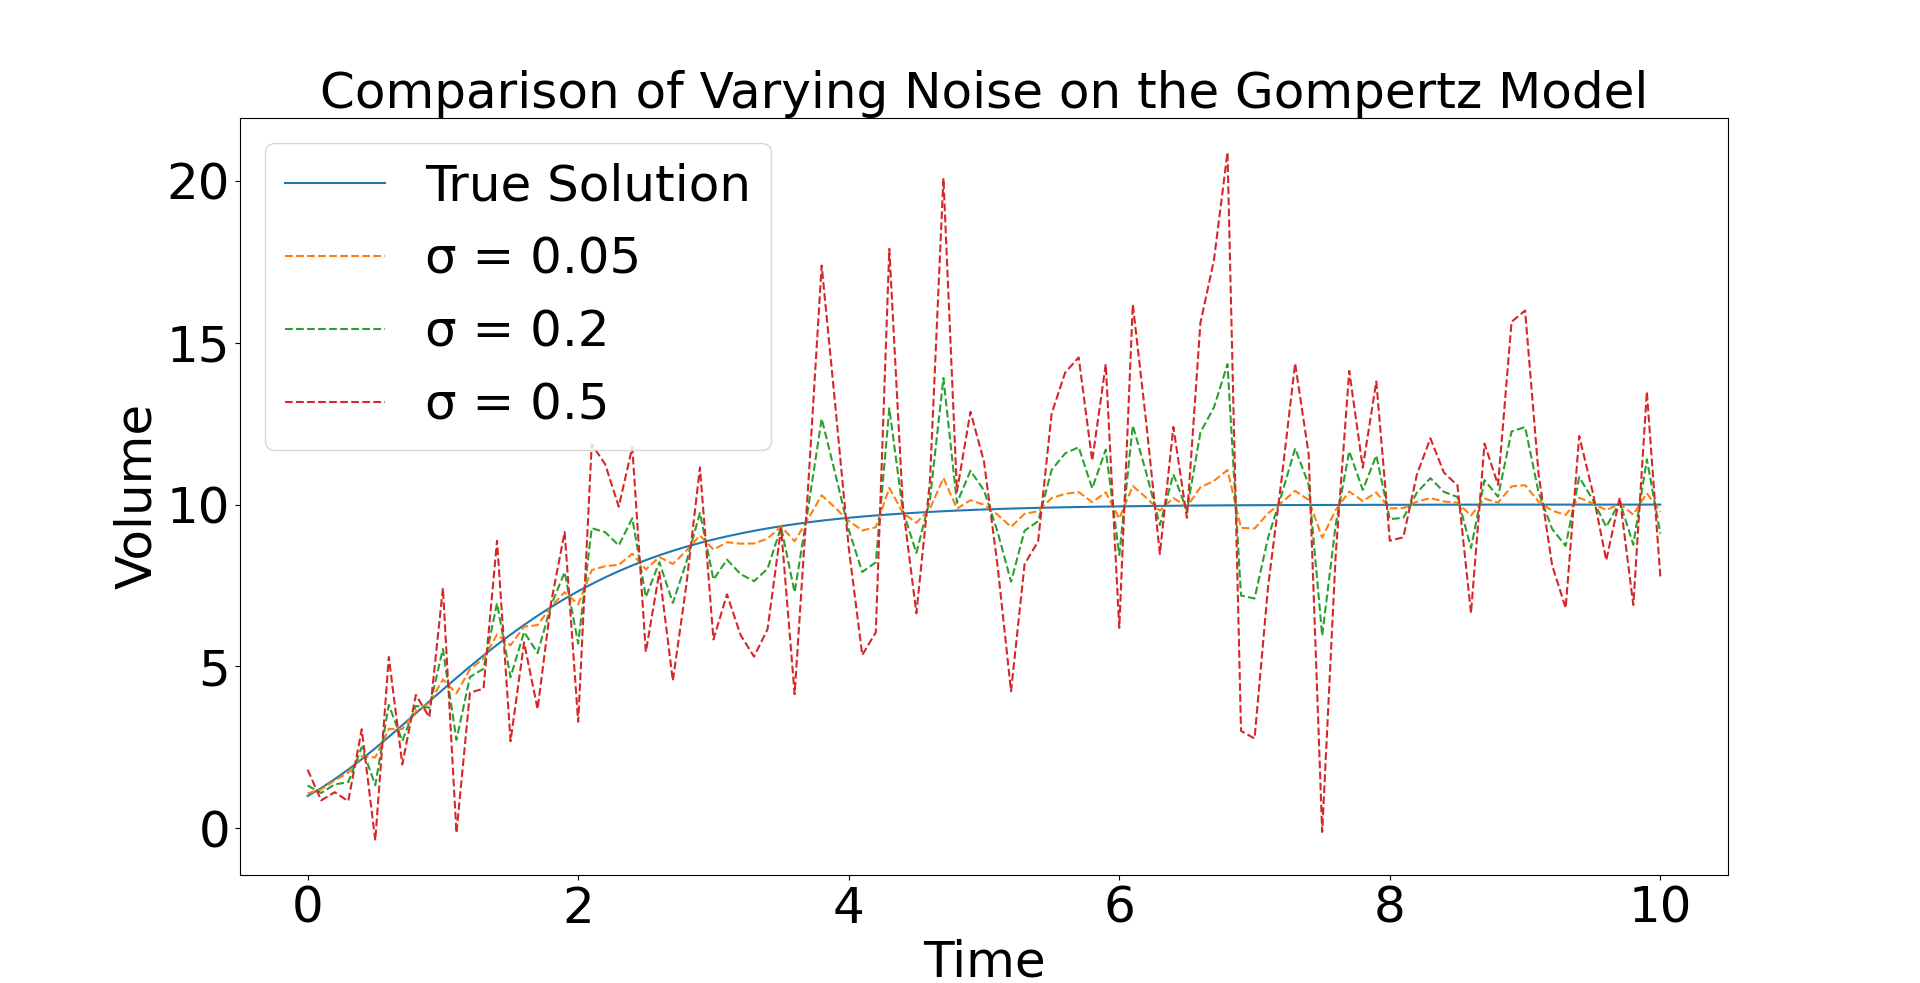 Comparison of Varying Noise on the Gompertz Model
True Solution
σ = 0.05
σ = 0.2
σ = 0.5
20
15
10
5
0
Volume
0 2 4 6 8 10
Time